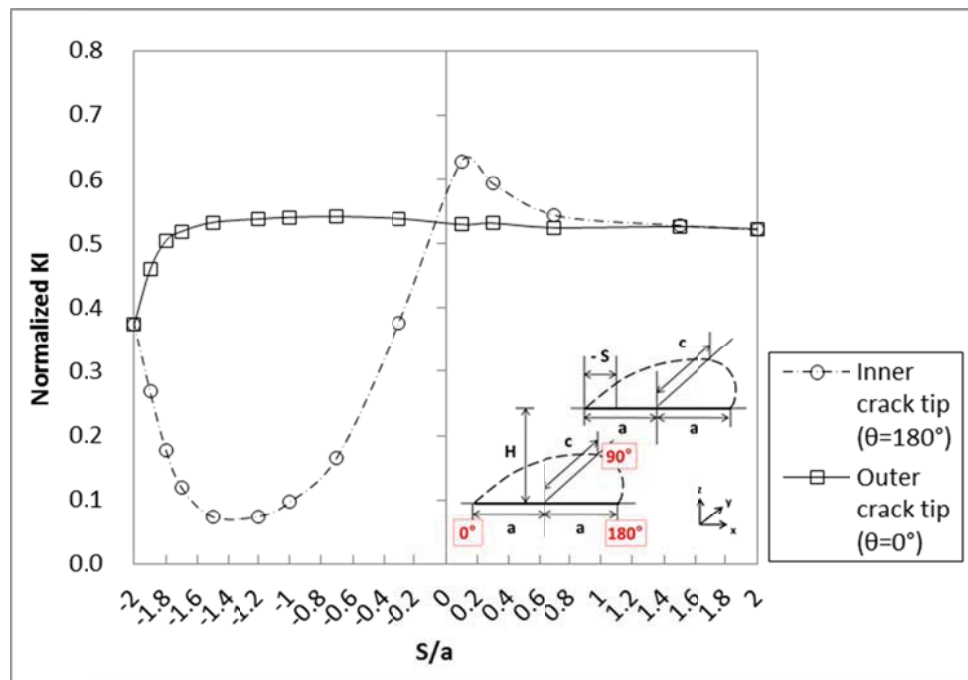 Normalized KI
0.8
0.7
0.6
0.5
0.4
0.3
0.2
0.1
0.0
-2
-1.8
-1.6
-1.4
-1.2
-1
-0.8
-0.6
-0.4
-0.2
0
0.2
0.4
0.6
0.8
1
1.2
1.4
1.6
1.8
2
S/a
- S
c
a
a
H
c
90°
0°
a
a
180°
z
y
x
Inner
crack tip
(θ=180°)
Outer
crack tip
(θ=0°)